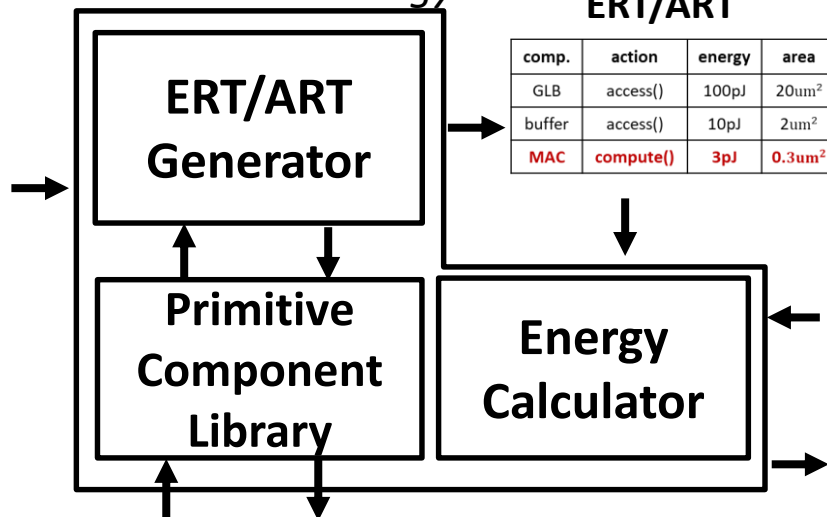 ERT/ART
comp. action energy area
GLB access() 100pJ 20um²
buffer access() 10pJ 2um²
MAC compute() 3pJ 0.3um²
ERT/ART
Generator
Primitive
Component
Library
Energy
Calculator